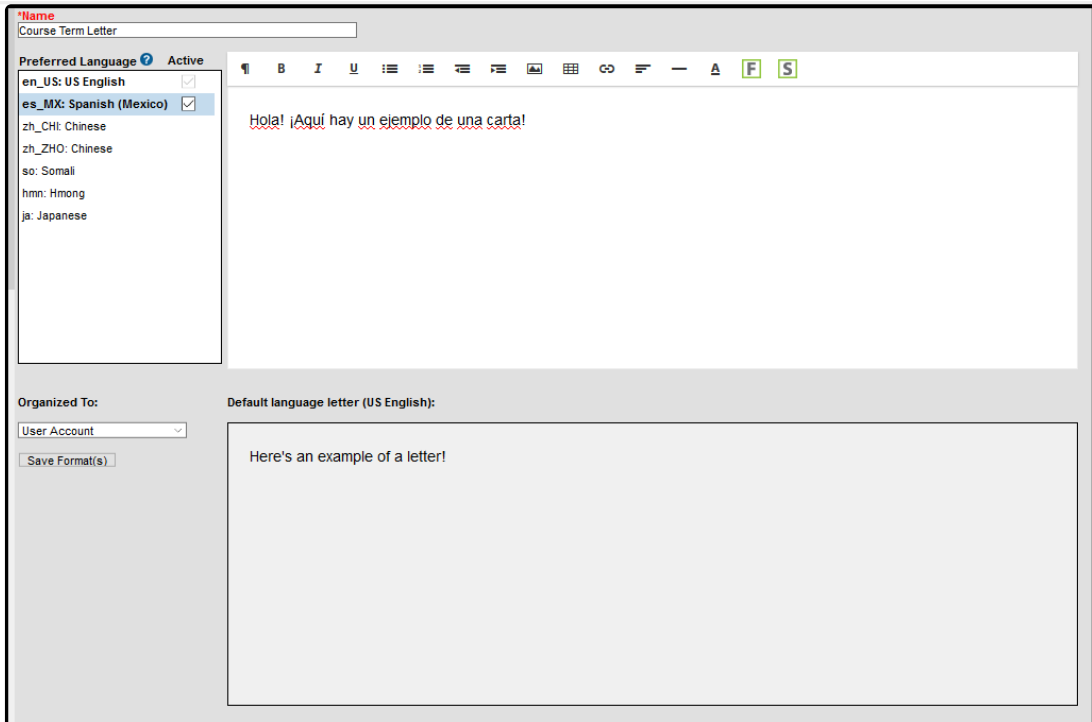 *Name
Course Term Letter
Preferred Language ? Active
en_US: US English
es_MX: Spanish (Mexico)
zh_CHI: Chinese
zh_ZHO: Chinese
so: Somali
hmn: Hmong
ja: Japanese
¶ B I U A F S
Hola! ¡Aquí hay un ejemplo de una carta!
Organized To:
User Account
Save Format(s)
Default language letter (US English):
Here's an example of a letter!